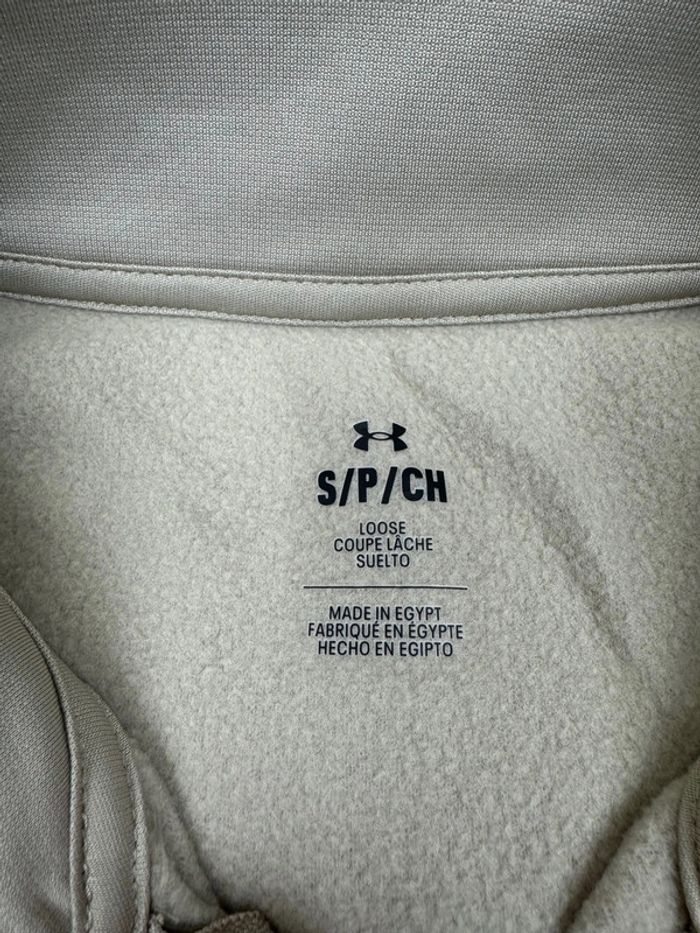 S/P/CH
LOOSE
COUPE LÂCHE
SUELTO
MADE IN EGYPT
FABRIQUÉ EN ÉGYPTE
HECHO EN EGIPTO